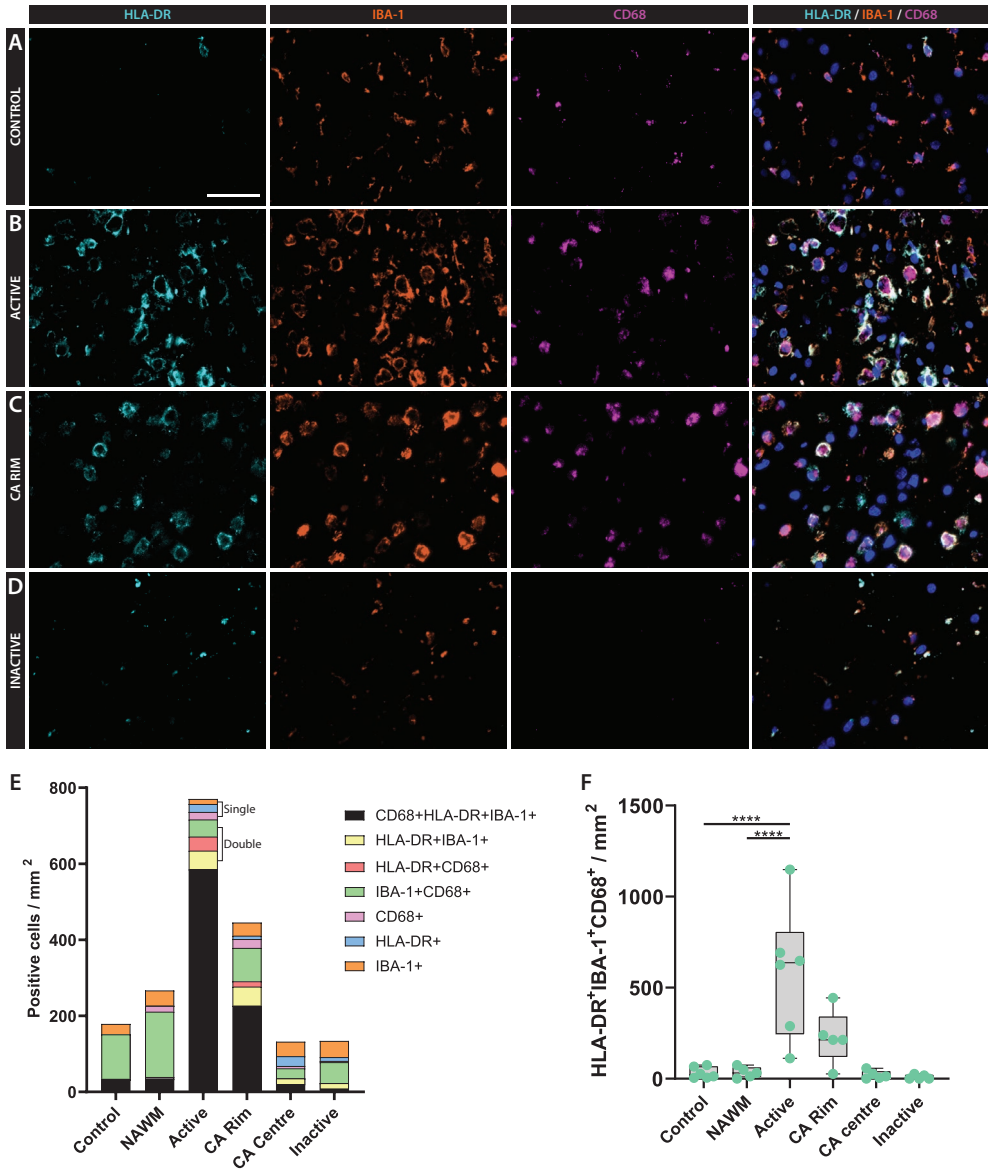 HLA-DR
IBA-1
CD68
HLA-DR / IBA-1 / CD68
A
CONTROL
B
ACTIVE
C
CA RIM
D
INACTIVE
E
Positive cells / mm 2
800
600
400
200
0
Single
Double
Control
NAWM
Active
CA Rim
CA Centre
Inactive
CD68+HLA-DR+IBA-1+
HLA-DR+IBA-1+
HLA-DR+CD68+
IBA-1+CD68+
CD68+
HLA-DR+
IBA-1+
F
HLA-DR+IBA-1+CD68+ / mm 2
1500
1000
500
0
****
****
Control
NAWM
Active
CA Rim
CA centre
Inactive